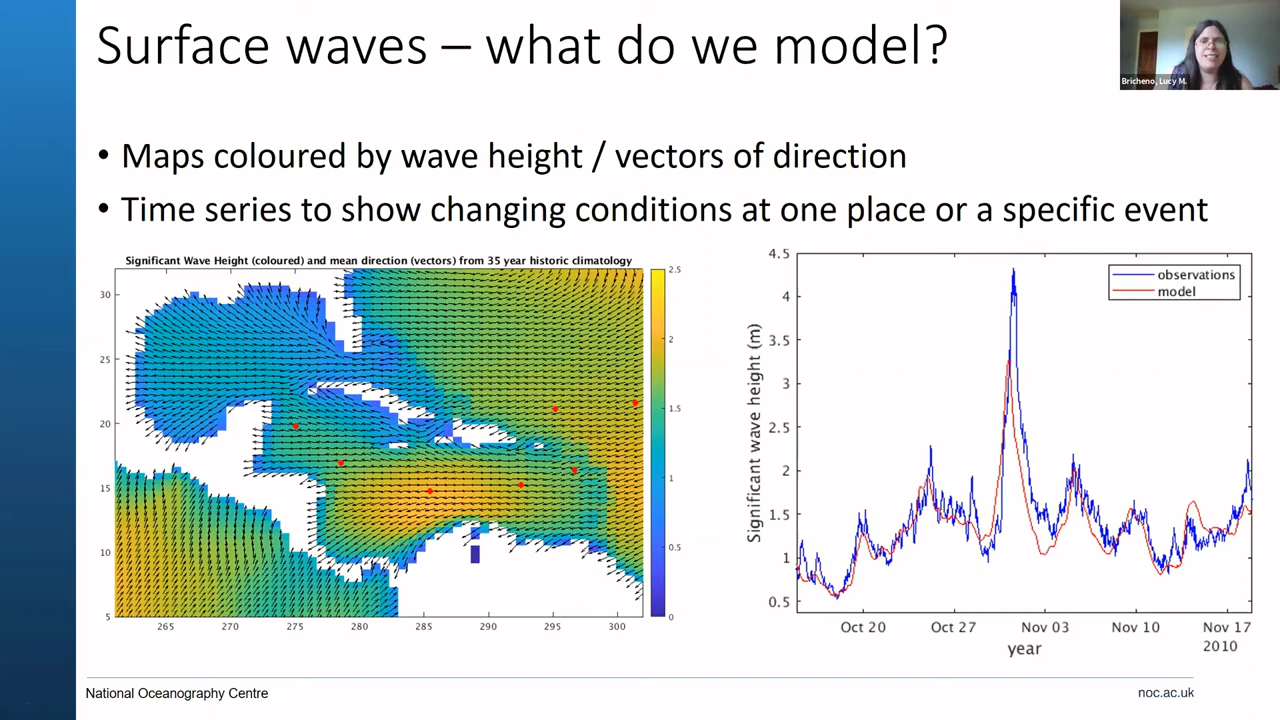 Surface waves – what do we model?
Bricheno, Lucy M.
• Maps coloured by wave height / vectors of direction
• Time series to show changing conditions at one place or a specific event
Significant Wave Height (coloured) and mean direction (vectors) from 35 year historic climatology
30
25
20
15
10
5
265 270 275 280 285 290 295 300
2.5
2
1.5
1
0.5
0
Significant wave height (m)
4.5
4
3.5
3
2.5
2
1.5
1
0.5
observations
model
Oct 20 Oct 27 Nov 03 Nov 10 Nov 17
2010
year
National Oceanography Centre
noc.ac.uk